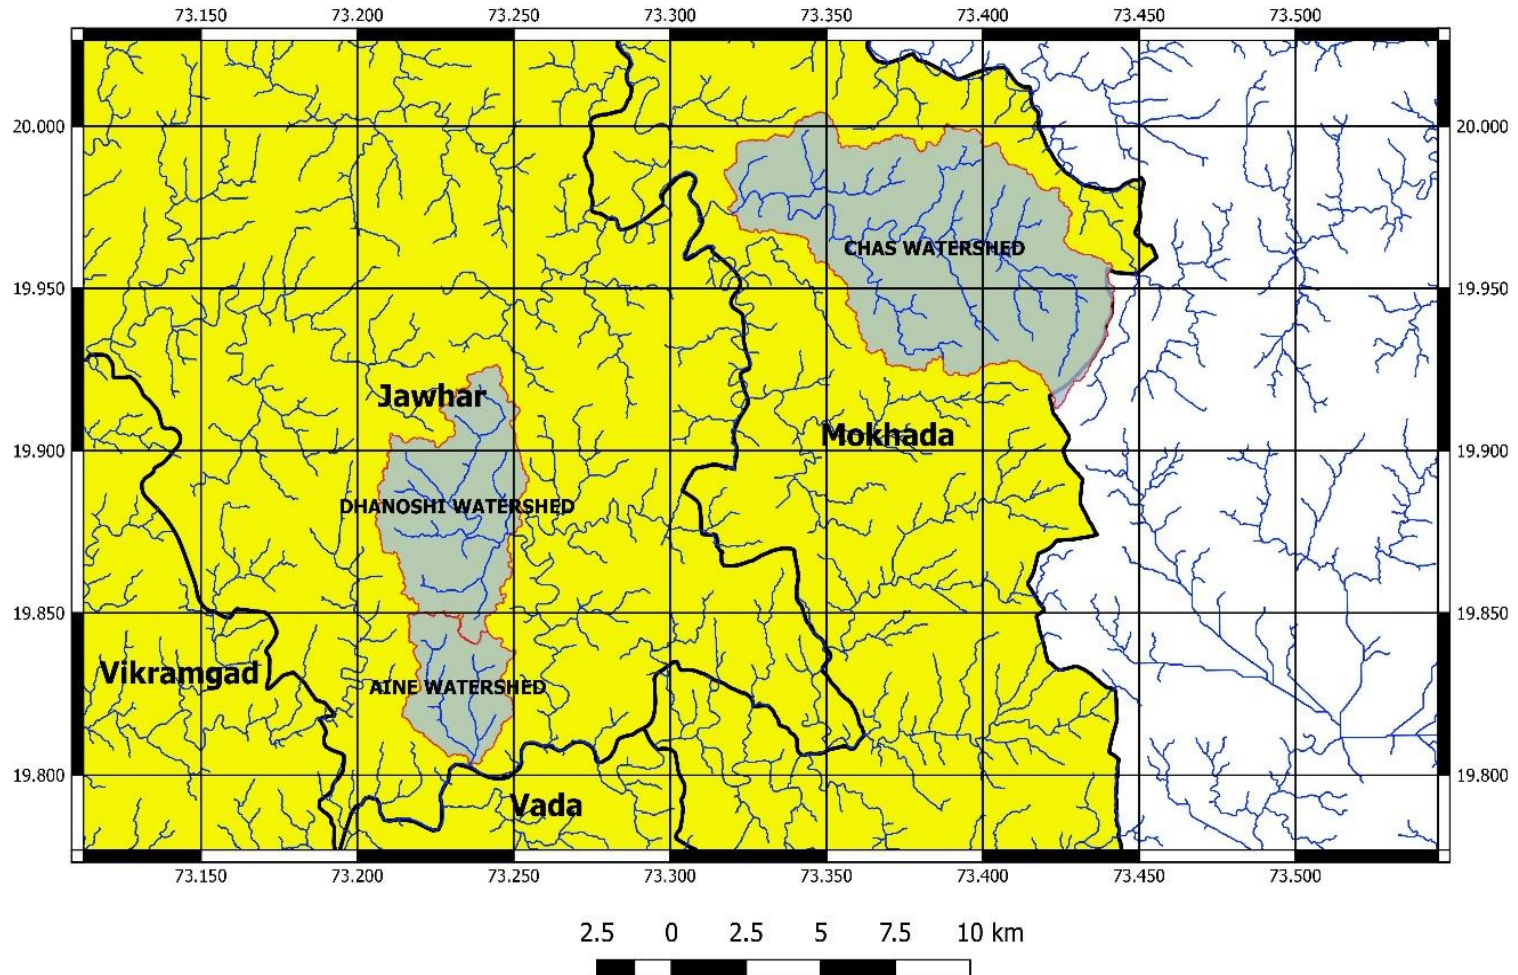 73.150 73.200 73.250 73.300 73.350 73.400 73.450 73.500
20.000 20.000
CHAS WATERSHED
19.950 19.950
Jawhar
Mokhada
19.900 19.900
DHANOSHI WATERSHED
19.850 19.850
Vikramgad
AINE WATERSHED
19.800 19.800
Vada
73.150 73.200 73.250 73.300 73.350 73.400 73.450 73.500
2.5 0 2.5 5 7.5 10 km